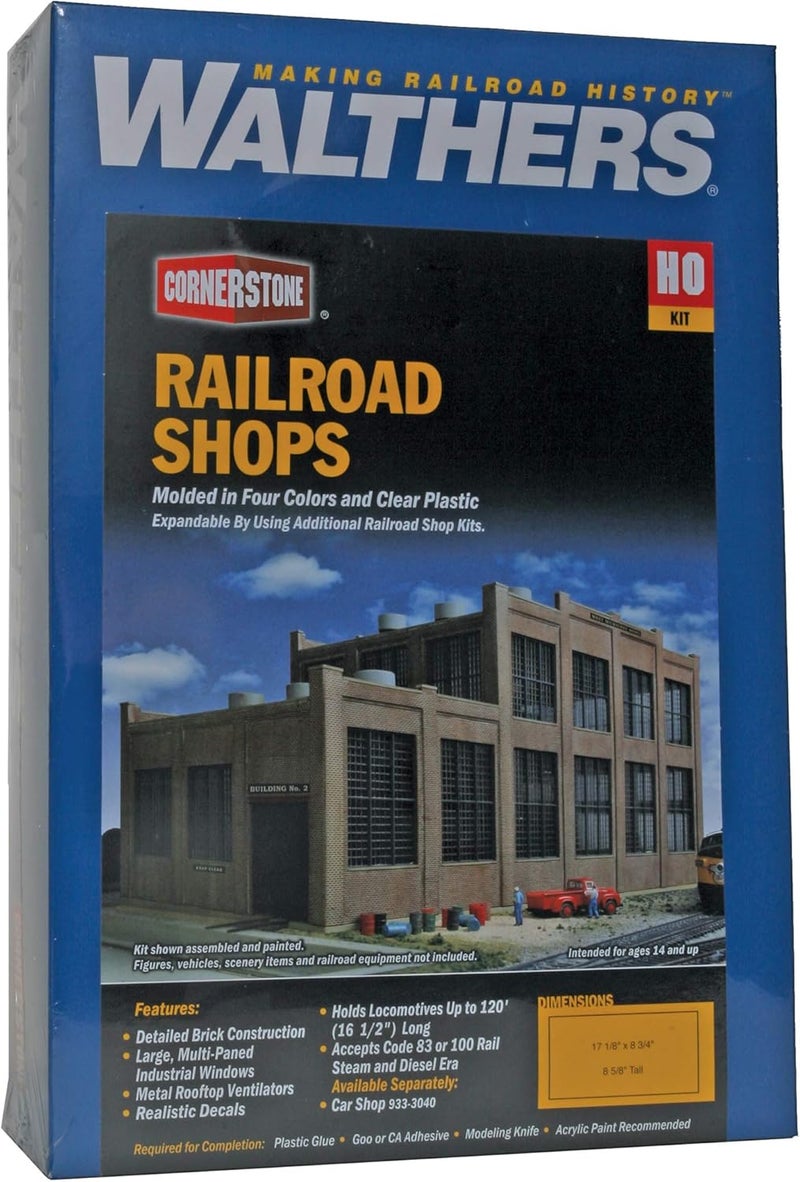 MAKING RAILROAD HISTORY™
WALTHERS®
CORNERSTONE®
HO
KIT
RAILROAD
SHOPS
Molded in Four Colors and Clear Plastic
Expandable By Using Additional Railroad Shop Kits.
BUILDING No. 2
KEEP CLEAR
Kit shown assembled and painted.
Figures, vehicles, scenery items and railroad equipment not included.
Intended for ages 14 and up
Features:
• Detailed Brick Construction
• Large, Multi-Paned
Industrial Windows
• Metal Rooftop Ventilators
• Realistic Decals
• Holds Locomotives Up to 120'
(16 1/2") Long
• Accepts Code 83 or 100 Rail
Steam and Diesel Era
Available Separately:
• Car Shop 933-3040
DIMENSIONS
17 1/8" x 8 3/4"
8 5/8" Tall
Required for Completion: Plastic Glue • Goo or CA Adhesive • Modeling Knife • Acrylic Paint Recommended